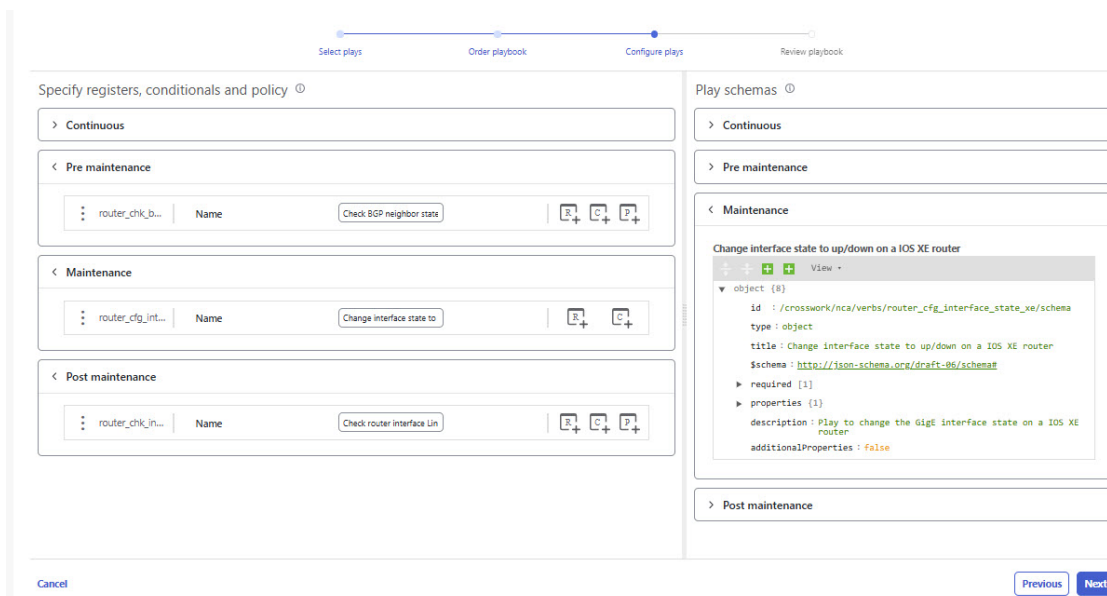 Select plays
Order playbook
Configure plays
Review playbook
Specify registers, conditionals and policy
Continuous
Pre maintenance
router_chk_b...
Name
Check BGP neighbor state
R
C
P
Maintenance
router_cfg_int...
Name
Change interface state to
R
C
Post maintenance
router_chk_in...
Name
Check router interface Lin
R
C
P
Play schemas
Continuous
Pre maintenance
Maintenance
Change interface state to up/down on a IOS XE router
View
object {8}
id : /crosswork/nca/verbs/router_cfg_interface_state_xe/schema
type : object
title : Change interface state to up/down on a IOS XE router
$schema : http://json-schema.org/draft-06/schema#
required [1]
properties {1}
description : Play to change the GigE interface state on a IOS XE
router
additionalProperties : false
Post maintenance
Cancel
Previous
Next